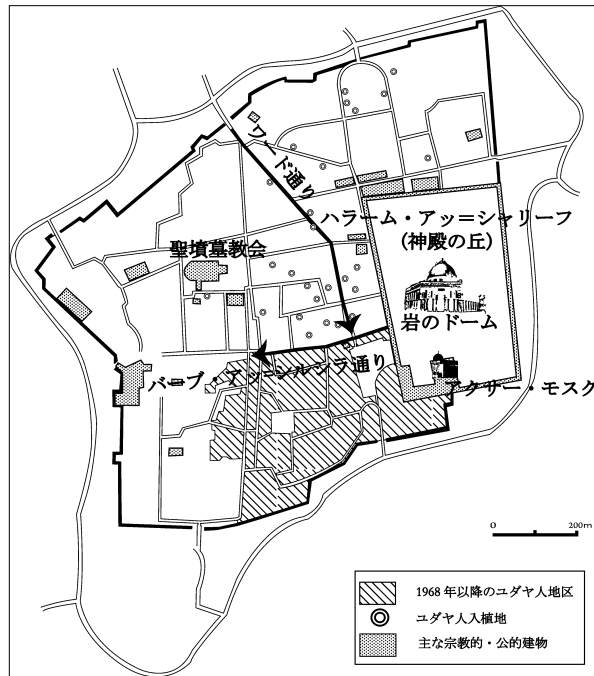 ワード通り
ハラーム・アッ=シャリーフ
(神殿の丘)
聖墳墓教会
岩のドーム
バーブ・アッ=シルシラ通り
アクサー・モスク
0 200m
1968年以降のユダヤ人地区
ユダヤ人入植地
主な宗教的・公的建物